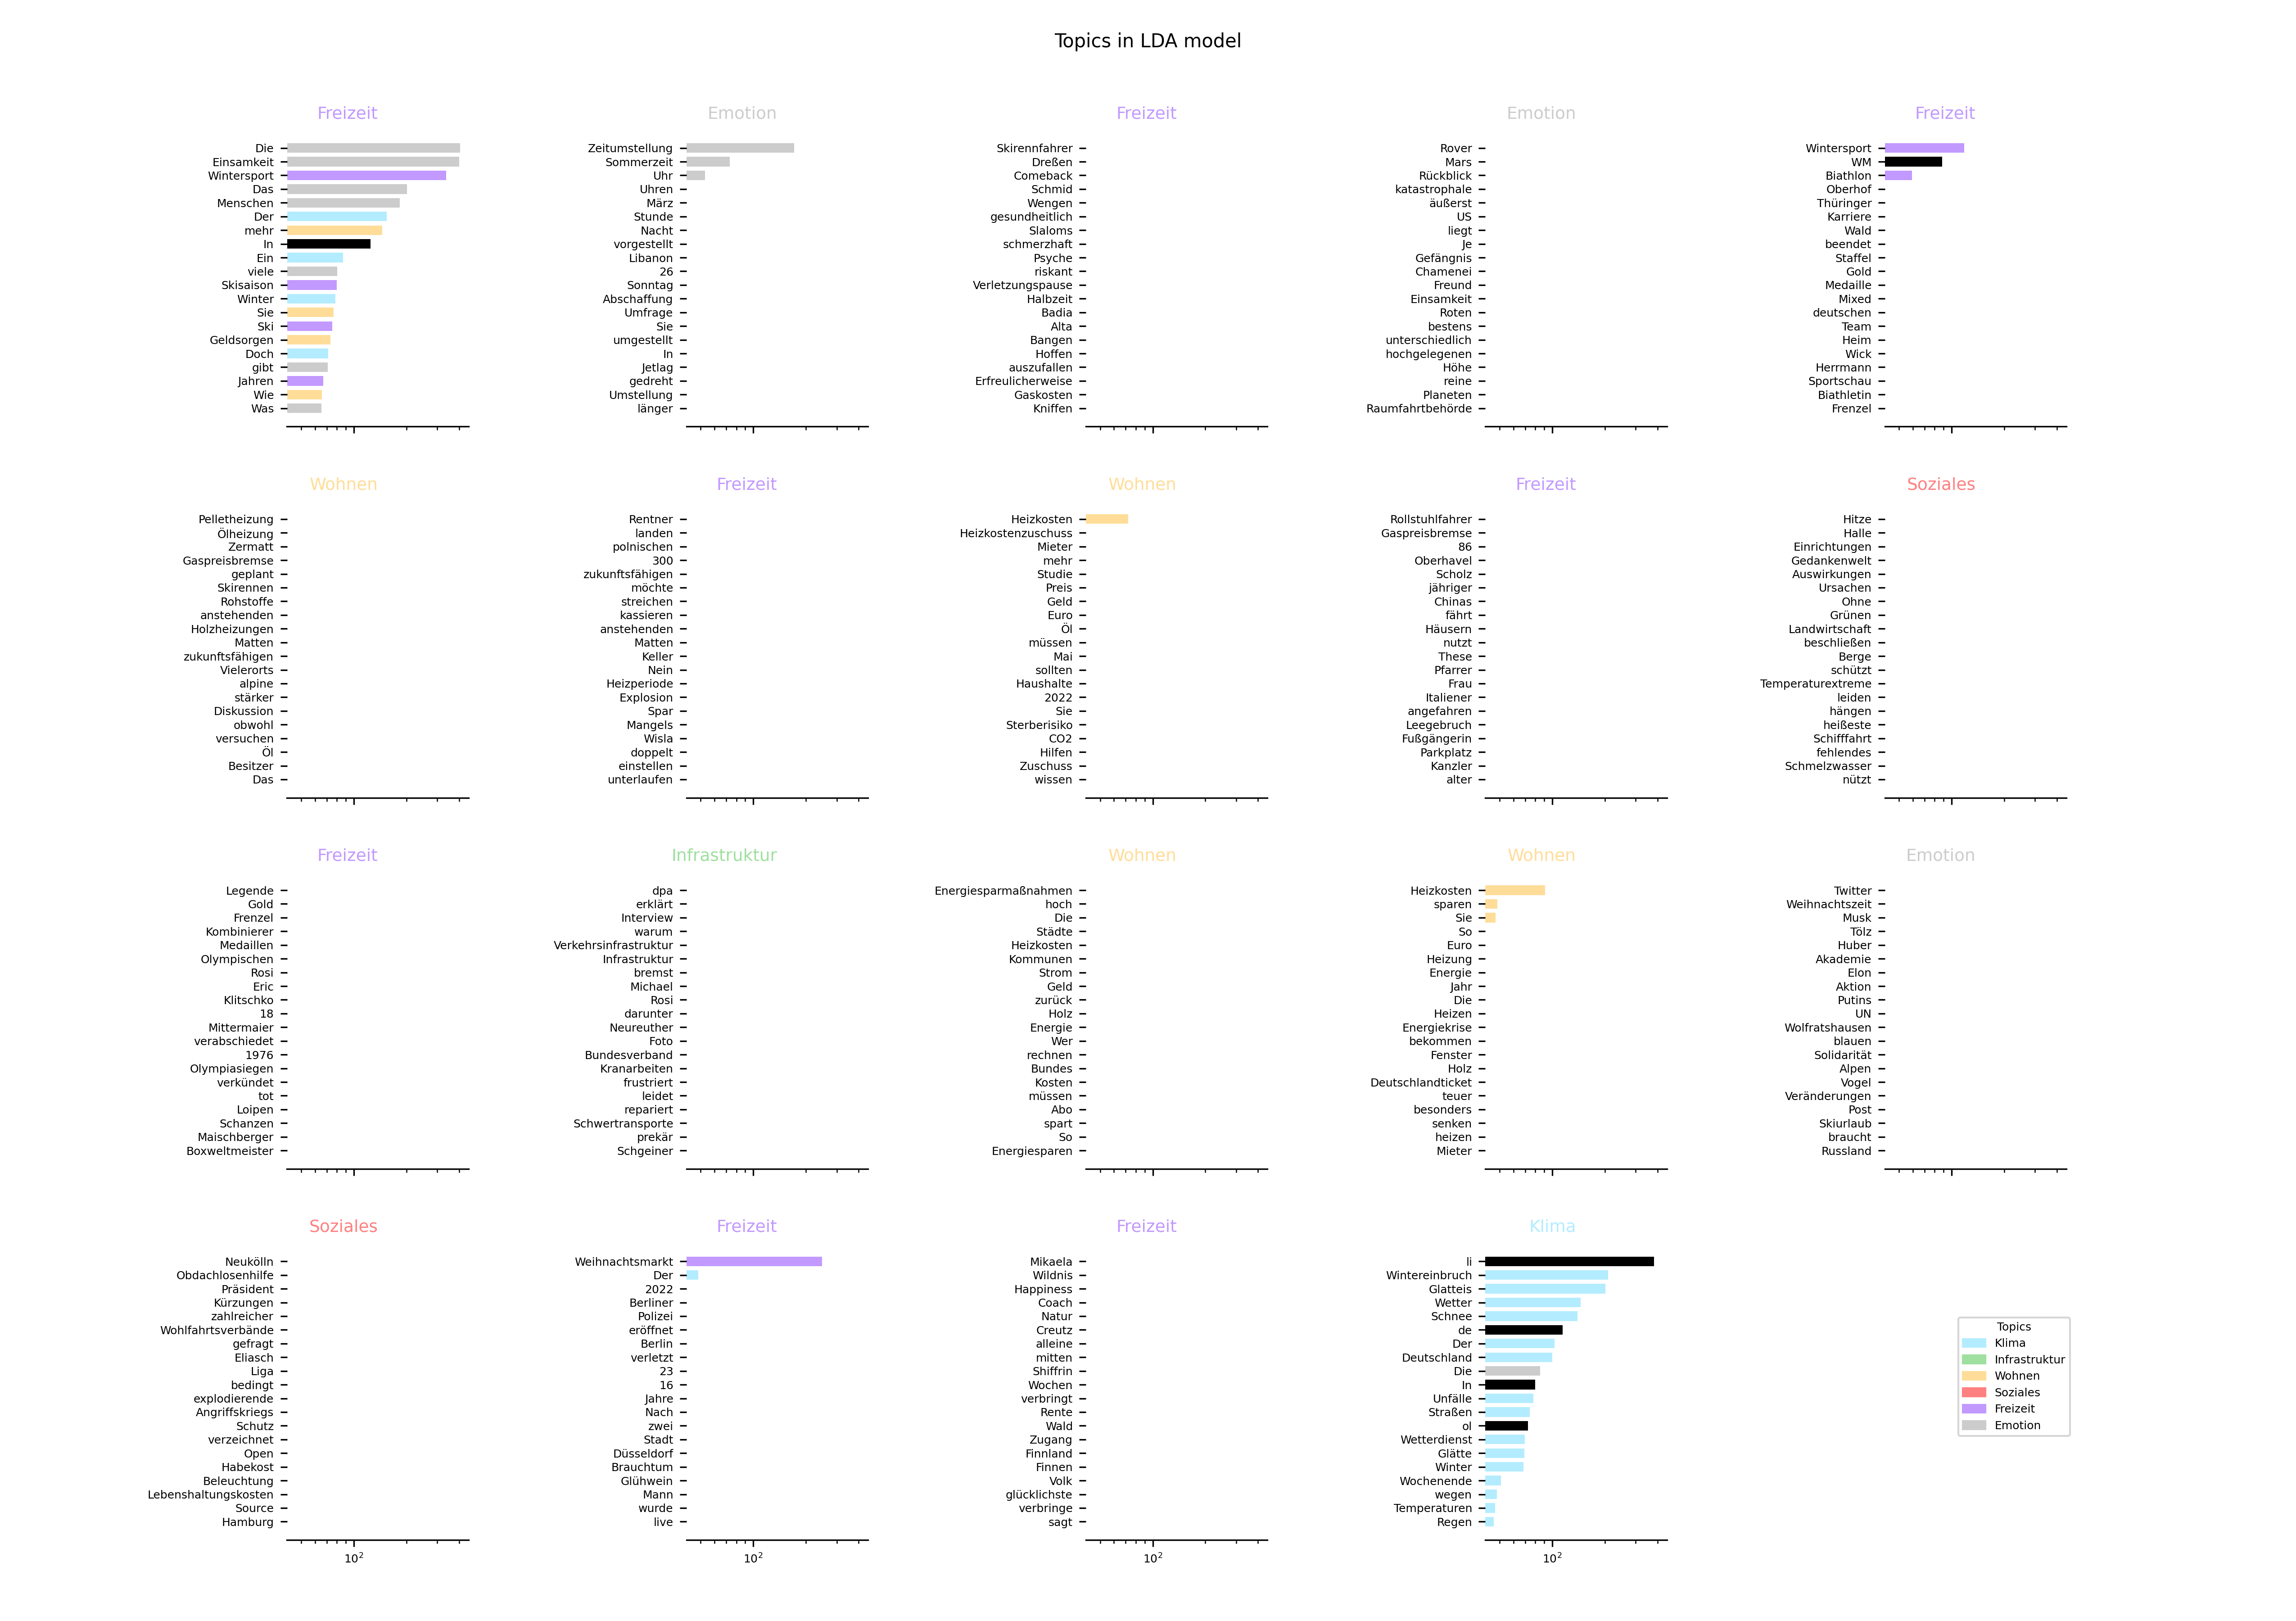 Topics in LDA model
Freizeit
Die
Einsamkeit
Wintersport
Das
Menschen
Der
mehr
In
Ein
viele
Skisaison
Winter
Sie
Ski
Geldsorgen
Doch
gibt
Jahren
Wie
Was
Emotion
Zeitumstellung
Sommerzeit
Uhr
Uhren
März
Stunde
Nacht
vorgestellt
Libanon
26
Sonntag
Abschaffung
Umfrage
Sie
umgestellt
In
Jetlag
gedreht
Umstellung
länger
Freizeit
Skirennfahrer
Dreßen
Comeback
Schmid
Wengen
gesundheitlich
Slaloms
schmerzhaft
Psyche
riskant
Verletzungspause
Halbzeit
Badia
Alta
Bangen
Hoffen
auszufallen
Erfreulicherweise
Gaskosten
Kniffen
Emotion
Rover
Mars
Rückblick
katastrophale
äußerst
US
liegt
Je
Gefängnis
Chamenei
Freund
Einsamkeit
Roten
bestens
unterschiedlich
hochgelegenen
Höhe
reine
Planeten
Raumfahrtbehörde
Freizeit
Wintersport
WM
Biathlon
Oberhof
Thüringer
Karriere
Wald
beendet
Staffel
Gold
Medaille
Mixed
deutschen
Team
Heim
Wick
Herrmann
Sportschau
Biathletin
Frenzel
Wohnen
Pelletheizung
Ölheizung
Zermatt
Gaspreisbremse
geplant
Skirennen
Rohstoffe
anstehenden
Holzheizungen
Matten
zukunftsfähigen
Vielerorts
alpine
stärker
Diskussion
obwohl
versuchen
Öl
Besitzer
Das
Freizeit
Rentner
landen
polnischen
300
zukunftsfähigen
möchte
streichen
kassieren
anstehenden
Matten
Keller
Nein
Heizperiode
Explosion
Spar
Mangels
Wisla
doppelt
einstellen
unterlaufen
Wohnen
Heizkosten
Heizkostenzuschuss
Mieter
mehr
Studie
Preis
Geld
Euro
Öl
müssen
Mai
sollten
Haushalte
2022
Sie
Sterberisiko
CO2
Hilfen
Zuschuss
wissen
Freizeit
Rollstuhlfahrer
Gaspreisbremse
86
Oberhavel
Scholz
jähriger
Chinas
fährt
Häusern
nutzt
These
Pfarrer
Frau
Italiener
angefahren
Leegebruch
Fußgängerin
Parkplatz
Kanzler
alter
Soziales
Hitze
Halle
Einrichtungen
Gedankenwelt
Auswirkungen
Ursachen
Ohne
Grünen
Landwirtschaft
beschließen
Berge
schützt
Temperaturextreme
leiden
hängen
heißeste
Schifffahrt
fehlendes
Schmelzwasser
nützt
Freizeit
Legende
Gold
Frenzel
Kombinierer
Medaillen
Olympischen
Rosi
Eric
Klitschko
18
Mittermaier
verabschiedet
1976
Olympiasiegen
verkündet
tot
Loipen
Schanzen
Maischberger
Boxweltmeister
Infrastruktur
dpa
erklärt
Interview
warum
Verkehrsinfrastruktur
Infrastruktur
bremst
Michael
Rosi
darunter
Neureuther
Foto
Bundesverband
Kranarbeiten
frustriert
leidet
repariert
Schwertransporte
prekär
Schgeiner
Wohnen
Energiesparmaßnahmen
hoch
Die
Städte
Heizkosten
Kommunen
Strom
Geld
zurück
Holz
Energie
Wer
rechnen
Bundes
Kosten
müssen
Abo
spart
So
Energiesparen
Wohnen
Heizkosten
sparen
Sie
So
Euro
Heizung
Energie
Jahr
Die
Heizen
Energiekrise
bekommen
Fenster
Holz
Deutschlandticket
teuer
besonders
senken
heizen
Mieter
Emotion
Twitter
Weihnachtszeit
Musk
Tölz
Huber
Akademie
Elon
Aktion
Putins
UN
Wolfratshausen
blauen
Solidarität
Alpen
Vogel
Veränderungen
Post
Skiurlaub
braucht
Russland
Soziales
Neukölln
Obdachlosenhilfe
Präsident
Kürzungen
zahlreicher
Wohlfahrtsverbände
gefragt
Eliasch
Liga
bedingt
explodierende
Angriffskriegs
Schutz
verzeichnet
Open
Habekost
Beleuchtung
Lebenshaltungskosten
Source
Hamburg
10²
Freizeit
Weihnachtsmarkt
Der
2022
Berliner
Polizei
eröffnet
Berlin
verletzt
23
16
Jahre
Nach
zwei
Stadt
Düsseldorf
Brauchtum
Glühwein
Mann
wurde
live
10²
Freizeit
Mikaela
Wildnis
Happiness
Coach
Natur
Creutz
alleine
mitten
Shiffrin
Wochen
verbringt
Rente
Wald
Zugang
Finnland
Finnen
Volk
glücklichste
verbringe
sagt
10²
Klima
li
Wintereinbruch
Glatteis
Wetter
Schnee
de
Der
Deutschland
Die
In
Unfälle
Straßen
ol
Wetterdienst
Glätte
Winter
Wochenende
wegen
Temperaturen
Regen
10²
Topics
Klima
Infrastruktur
Wohnen
Soziales
Freizeit
Emotion